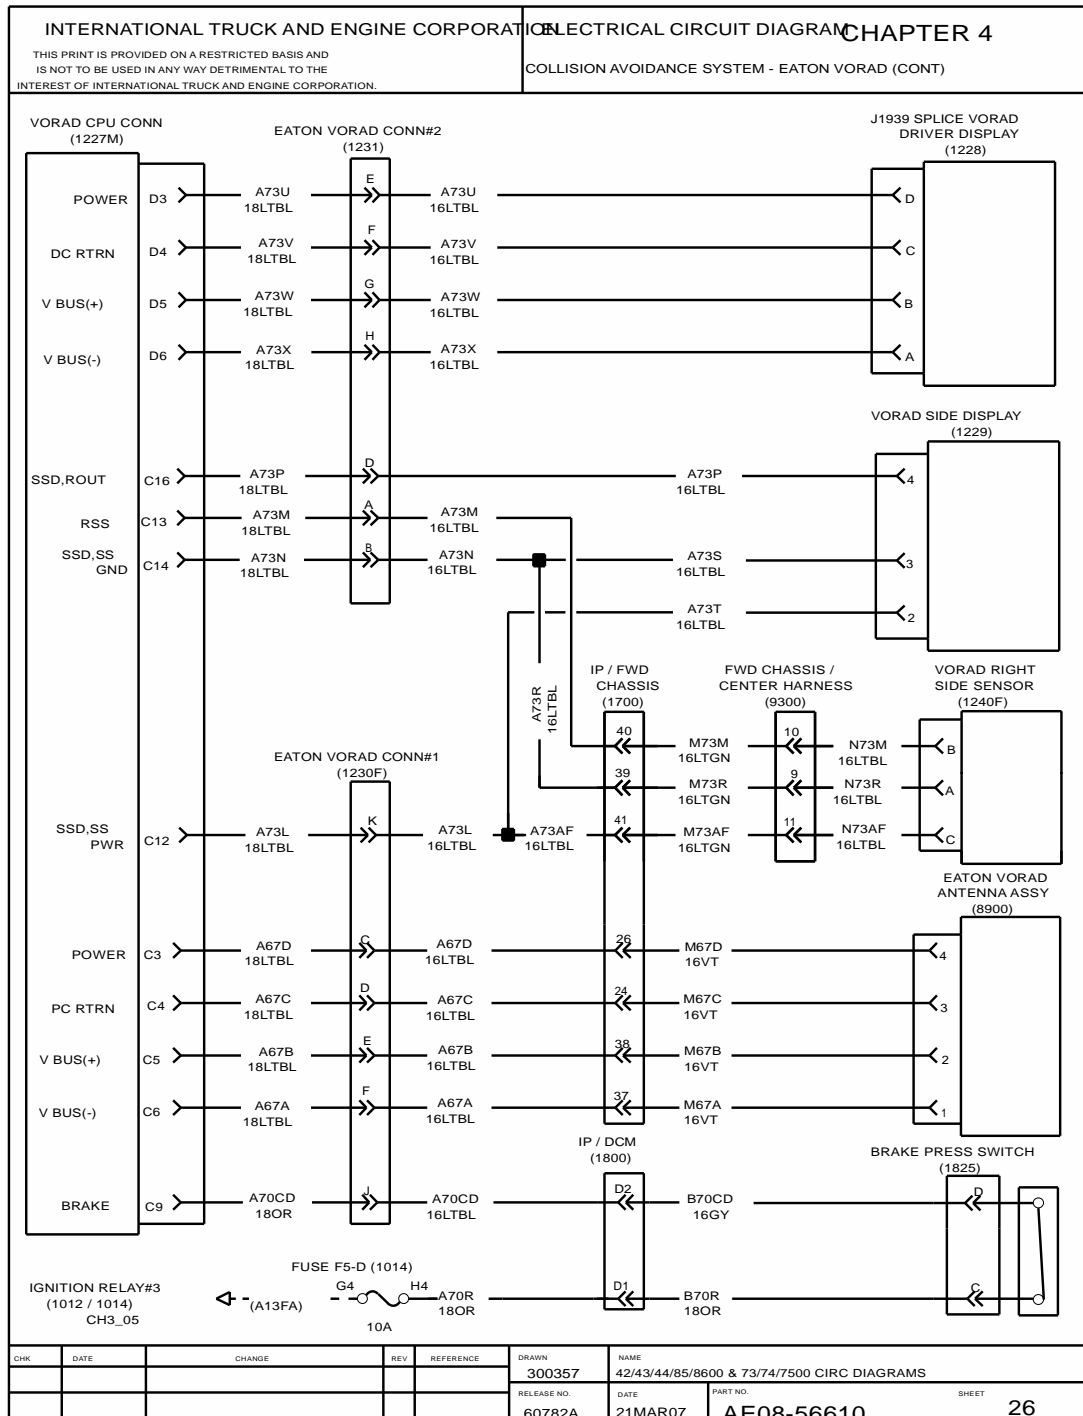 INTERNATIONAL TRUCK AND ENGINE CORPORATION
ELECTRICAL CIRCUIT DIAGRAM
CHAPTER 4
THIS PRINT IS PROVIDED ON A RESTRICTED BASIS AND
IS NOT TO BE USED IN ANY WAY DETRIMENTAL TO THE
INTEREST OF INTERNATIONAL TRUCK AND ENGINE CORPORATION.
COLLISION AVOIDANCE SYSTEM - EATON VORAD (CONT)
VORAD CPU CONN
(1227M)
EATON VORAD CONN#2
(1231)
J1939 SPLICE VORAD
DRIVER DISPLAY
(1228)
POWER D3 A73U 18LTBL E A73U 16LTBL D
DC RTRN D4 A73V 18LTBL F A73V 16LTBL C
V BUS(+) D5 A73W 18LTBL G A73W 16LTBL B
V BUS(-) D6 A73X 18LTBL H A73X 16LTBL A
VORAD SIDE DISPLAY
(1229)
SSD,ROUT C16 A73P 18LTBL D A73P 16LTBL 4
RSS C13 A73M 18LTBL A A73M 16LTBL
SSD,SS GND C14 A73N 18LTBL B A73N 16LTBL A73S 16LTBL 3
A73T 16LTBL 2
A73R 16LTBL
IP / FWD
CHASSIS
(1700)
FWD CHASSIS /
CENTER HARNESS
(9300)
VORAD RIGHT
SIDE SENSOR
(1240F)
40 M73M 16LTGN 10 N73M 16LTBL B
39 M73R 16LTGN 9 N73R 16LTBL A
EATON VORAD CONN#1
(1230F)
SSD,SS PWR C12 A73L 18LTBL K A73L 16LTBL A73AF 16LTBL 41 M73AF 16LTGN 11 N73AF 16LTBL C
EATON VORAD
ANTENNA ASSY
(8900)
POWER C3 A67D 18LTBL C A67D 16LTBL 26 M67D 16VT 4
PC RTRN C4 A67C 18LTBL D A67C 16LTBL 24 M67C 16VT 3
V BUS(+) C5 A67B 18LTBL E A67B 16LTBL 38 M67B 16VT 2
V BUS(-) C6 A67A 18LTBL F A67A 16LTBL 37 M67A 16VT 1
IP / DCM
(1800)
BRAKE PRESS SWITCH
(1825)
BRAKE C9 A70CD 18OR J A70CD 16LTBL D2 B70CD 16GY D
FUSE F5-D (1014)
IGNITION RELAY#3
(1012 / 1014)
CH3_05
(A13FA) G4 H4 A70R 18OR D1 B70R 18OR C
10A
CHK DATE CHANGE REV REFERENCE
DRAWN
300357
NAME
42/43/44/85/8600 & 73/74/7500 CIRC DIAGRAMS
RELEASE NO.
60782A
DATE
21MAR07
PART NO.
AE08-56610
SHEET
26